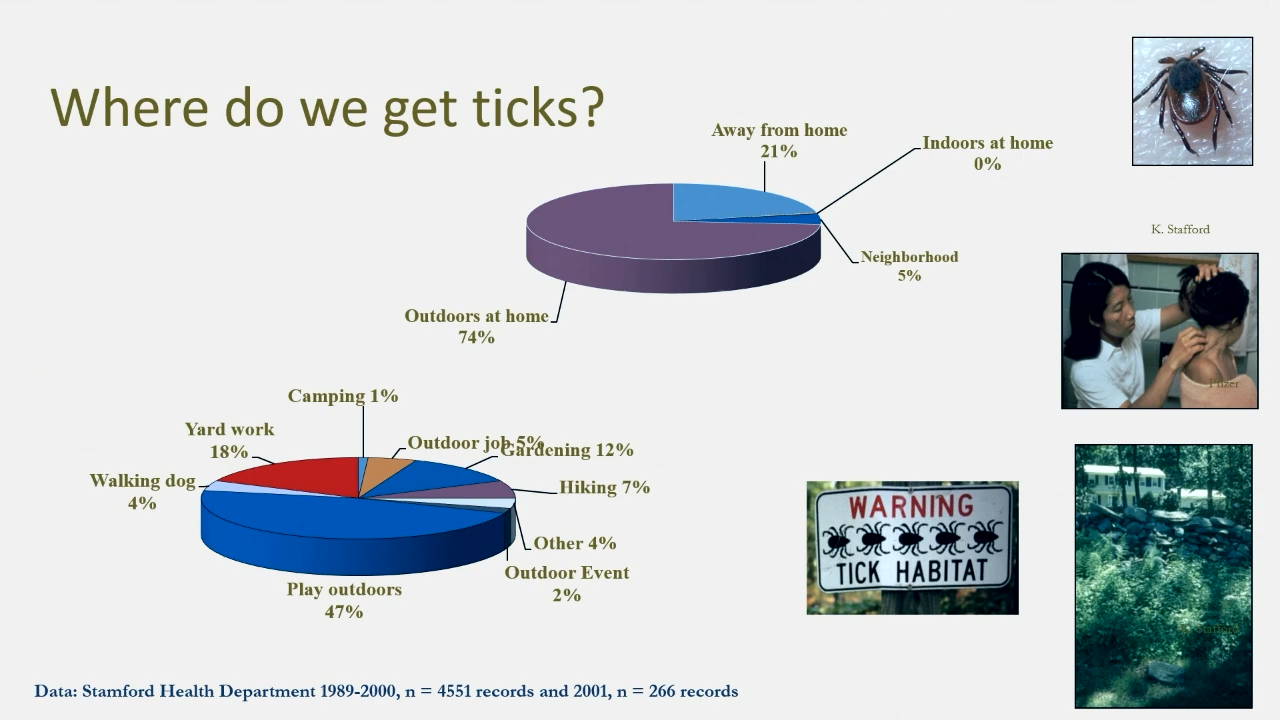 Where do we get ticks?
Away from home
21%
Indoors at home
0%
K. Stafford
Neighborhood
5%
Outdoors at home
74%
Pfizer
Camping 1%
Yard work
18%
Outdoor job 5%
Gardening 12%
Walking dog
4%
Hiking 7%
Other 4%
Outdoor Event
2%
Play outdoors
47%
WARNING
TICK HABITAT
K. Stafford
Data: Stamford Health Department 1989-2000, n = 4551 records and 2001, n = 266 records